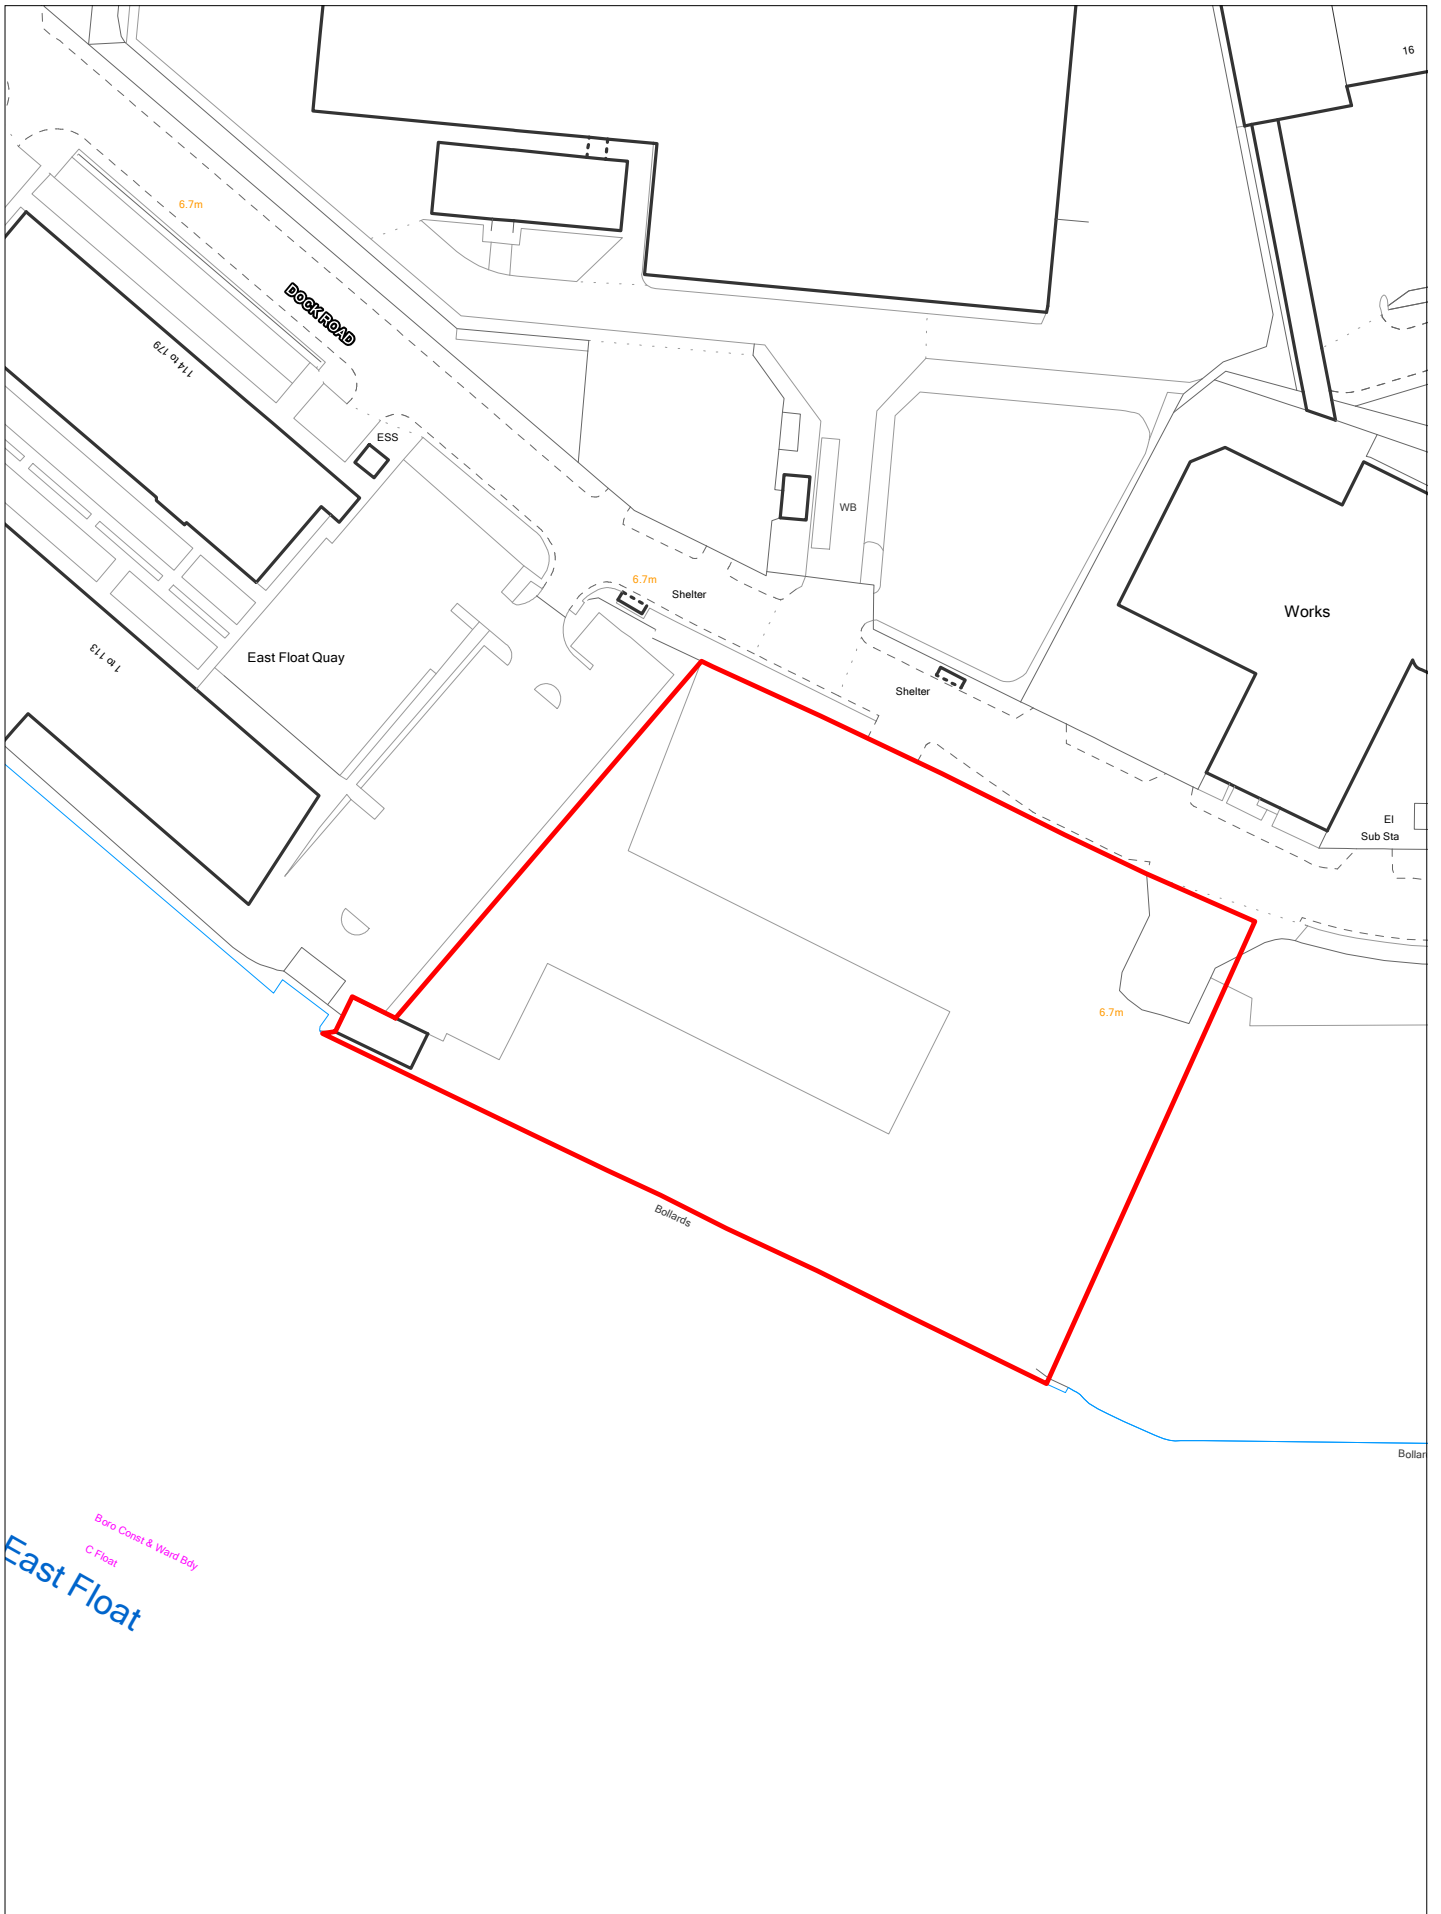 16
6.7m
DOCK ROAD
114 to 179
ESS
WB
6.7m
Shelter
Works
1 to 113
East Float Quay
Shelter
El
Sub Sta
6.7m
Bollards
Bollar
Boro Const & Ward Bdy
C Float
East Float